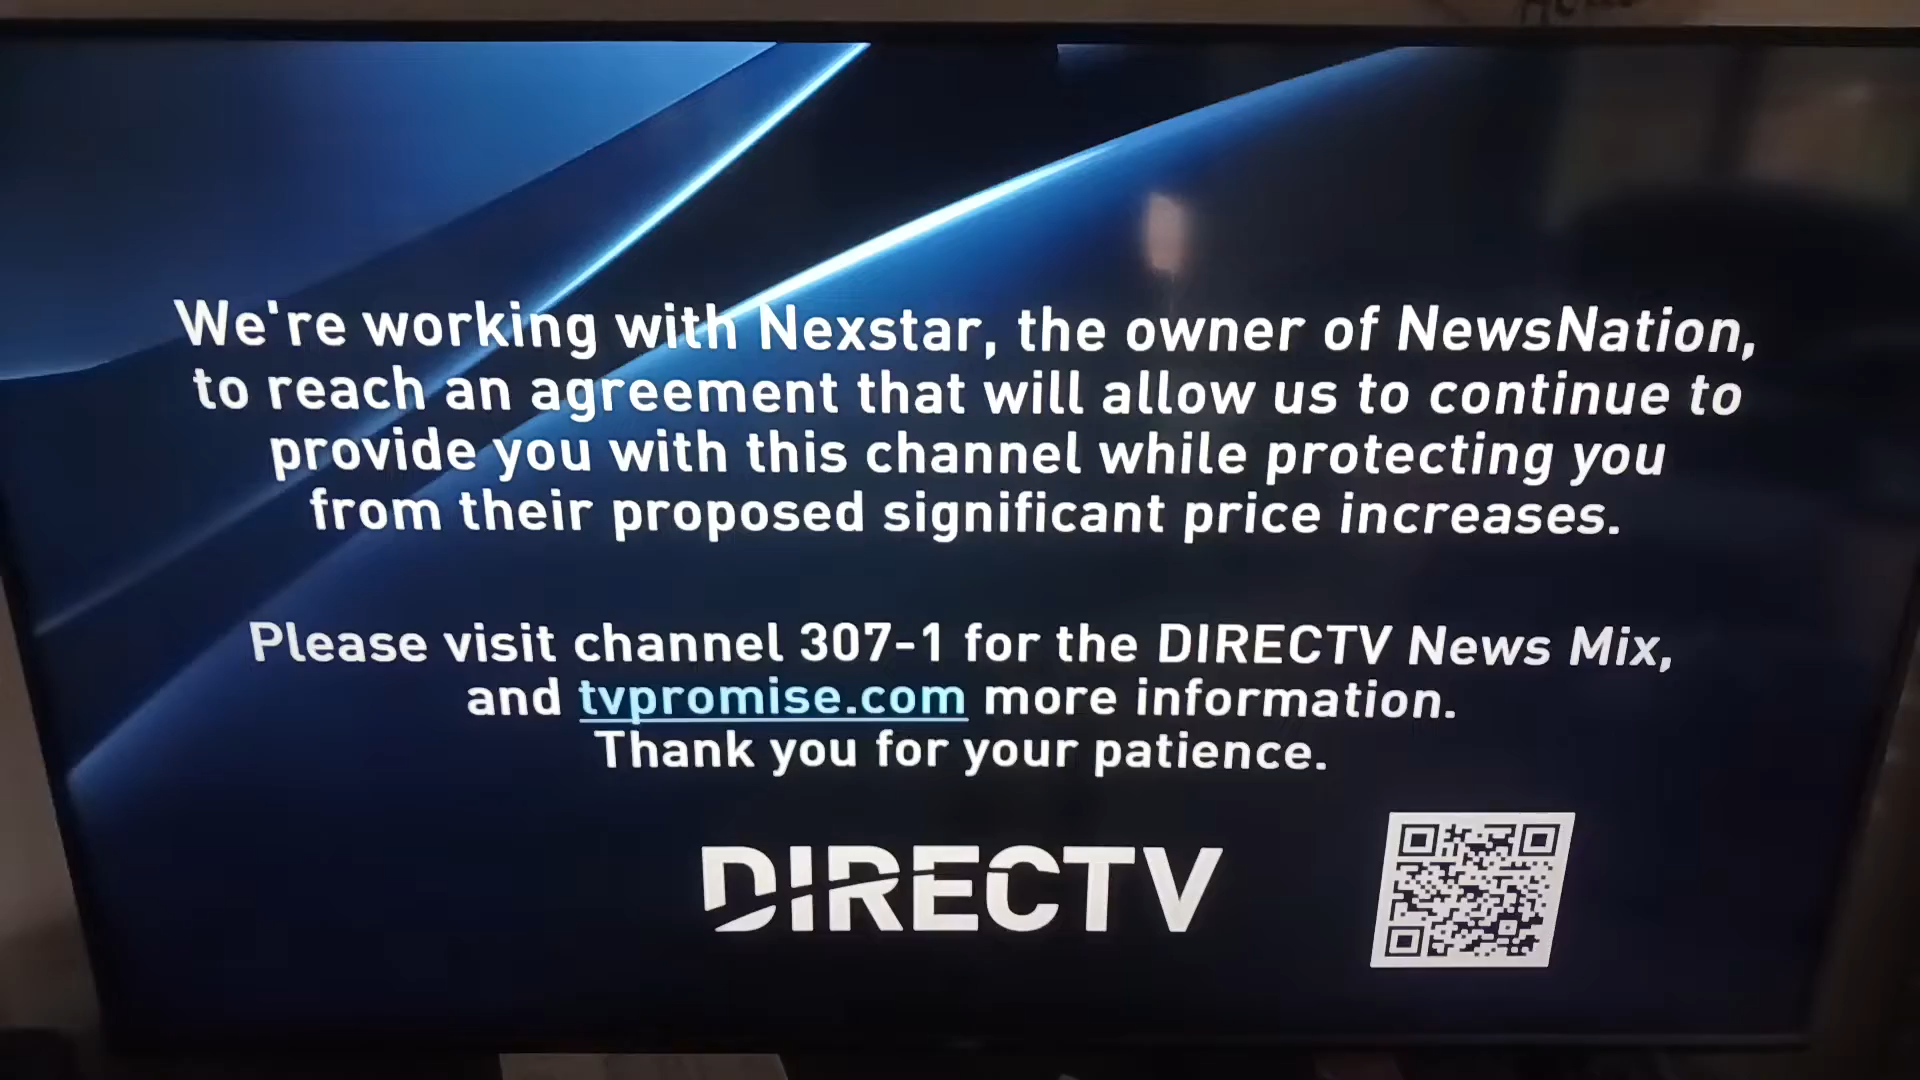 We're working with Nexstar, the owner of NewsNation,
to reach an agreement that will allow us to continue to
provide you with this channel while protecting you
from their proposed significant price increases.
Please visit channel 307-1 for the DIRECTV News Mix,
and tvpromise.com more information.
Thank you for your patience.
DIRECTV